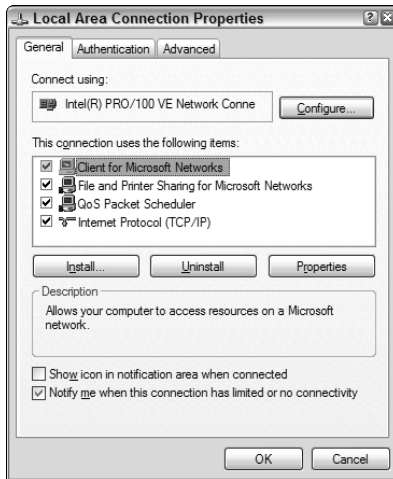 Local Area Connection Properties
General Authentication Advanced
Connect using:
Intel(R) PRO/100 VE Network Conne
Configure...
This connection uses the following items:
Client for Microsoft Networks
File and Printer Sharing for Microsoft Networks
QoS Packet Scheduler
Internet Protocol (TCP/IP)
Install... Uninstall Properties
Description
Allows your computer to access resources on a Microsoft
network.
Show icon in notification area when connected
Notify me when this connection has limited or no connectivity
OK Cancel